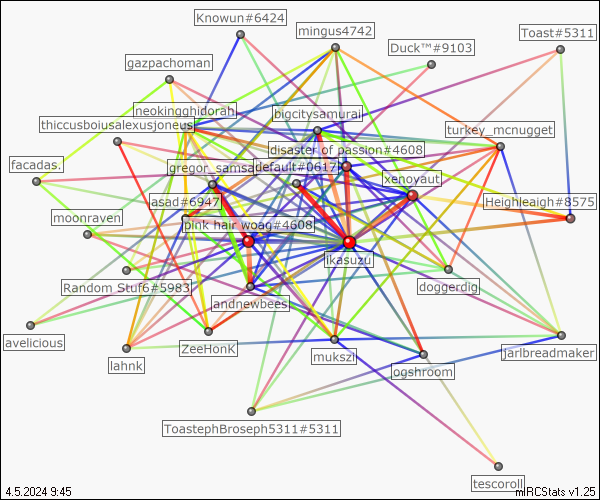 Knowun#6424
mingus4742
Toast#5311
Duck™#9103
gazpachoman
neokingghidorah
bigcitysamurai
thiccusboiusalexusjoneusi
turkey_mcnugget
disaster of passion#4608
facadas.
gregor_samsa
default#0617
xenoyaut
asad#6947
Heighleaigh#8575
moonraven
pink hair woag#4608
ikasuzu
Random Stuf6#5983
doggerdig
andnewbees
avelicious
ZeeHonK
mukszi
Jarlbreadmaker
lahnk
ogshroom
ToastephBroseph5311#5311
tescoroll
4.5.2024 9:45
mIRCStats v1.25